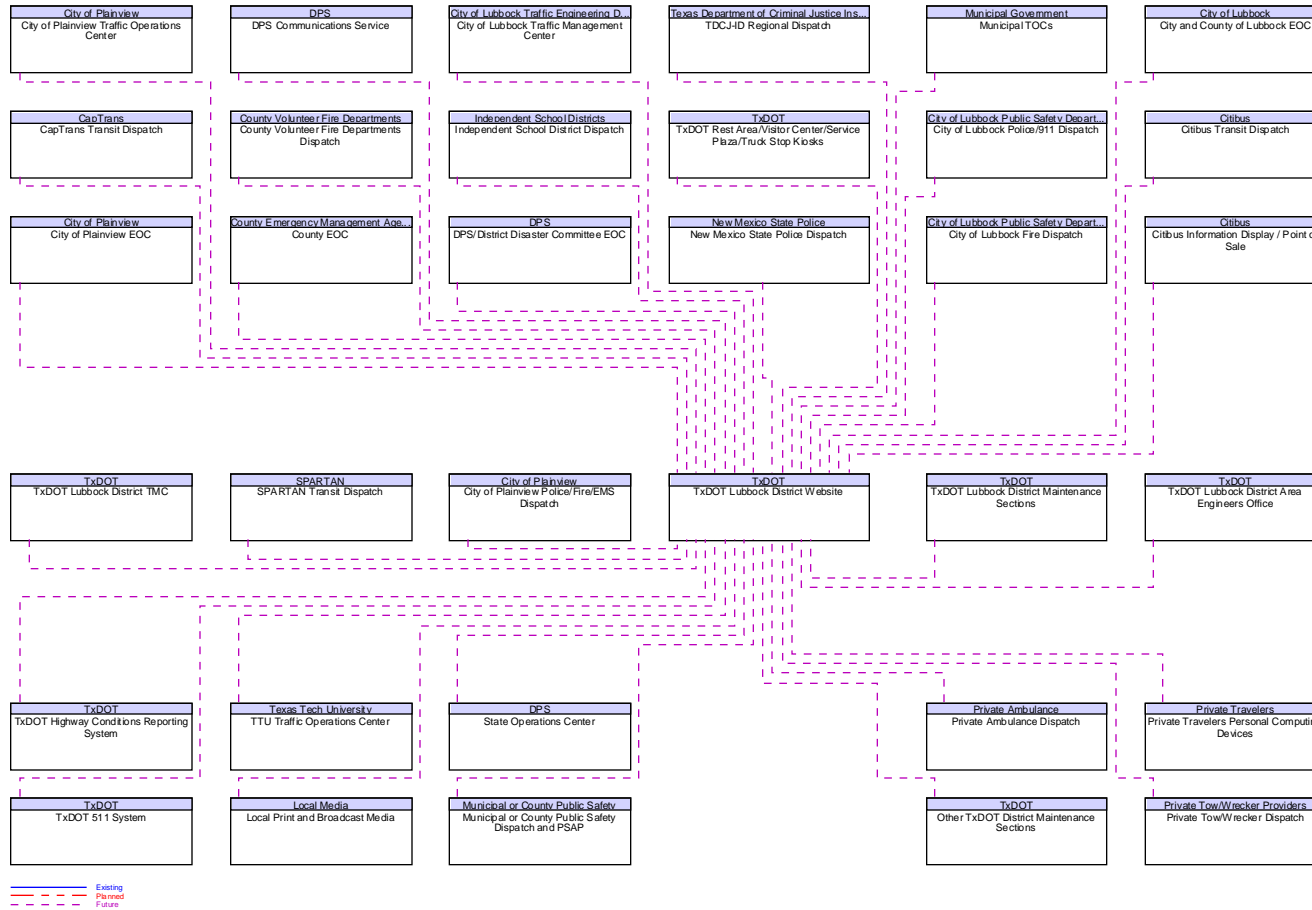 City of Plainview
City of Plainview Traffic Operations
Center
DPS
DPS Communications Service
City of Lubbock Traffic Engineering D...
City of Lubbock Traffic Management
Center
Texas Department of Criminal Justice Ins...
TDCJ-ID Regional Dispatch
Municipal Government
Municipal TOCs
City of Lubbock
City and County of Lubbock EOC
CapTrans
CapTrans Transit Dispatch
County Volunteer Fire Departments
County Volunteer Fire Departments
Dispatch
Independent School Districts
Independent School District Dispatch
TxDOT
TxDOT Rest Area/Visitor Center/Service
Plaza/Truck Stop Kiosks
City of Lubbock Public Safety Depart...
City of Lubbock Police/911 Dispatch
Citibus
Citibus Transit Dispatch
City of Plainview
City of Plainview EOC
County Emergency Management Age...
County EOC
DPS
DPS/District Disaster Committee EOC
New Mexico State Police
New Mexico State Police Dispatch
City of Lubbock Public Safety Depart...
City of Lubbock Fire Dispatch
Citibus
Citibus Information Display / Point o
Sale
TxDOT
TxDOT Lubbock District TMC
SPARTAN
SPARTAN Transit Dispatch
City of Plainview
City of Plainview Police/Fire/EMS
Dispatch
TxDOT
TxDOT Lubbock District Website
TxDOT
TxDOT Lubbock District Maintenance
Sections
TxDOT
TxDOT Lubbock District Area
Engineers Office
TxDOT
TxDOT Highway Conditions Reporting
System
Texas Tech University
TTU Traffic Operations Center
DPS
State Operations Center
Private Ambulance
Private Ambulance Dispatch
Private Travelers
Private Travelers Personal Computi
Devices
TxDOT
TxDOT 511 System
Local Media
Local Print and Broadcast Media
Municipal or County Public Safety
Municipal or County Public Safety
Dispatch and PSAP
TxDOT
Other TxDOT District Maintenance
Sections
Private Tow/Wrecker Providers
Private Tow/Wrecker Dispatch
Existing
Planned
Future